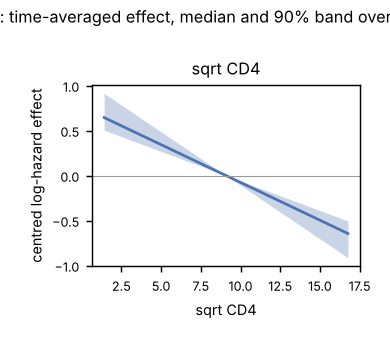 : time-averaged effect, median and 90% band over
sqrt CD4
centred log-hazard effect
1.0
0.5
0.0
−0.5
−1.0
2.5 5.0 7.5 10.0 12.5 15.0 17.5
sqrt CD4